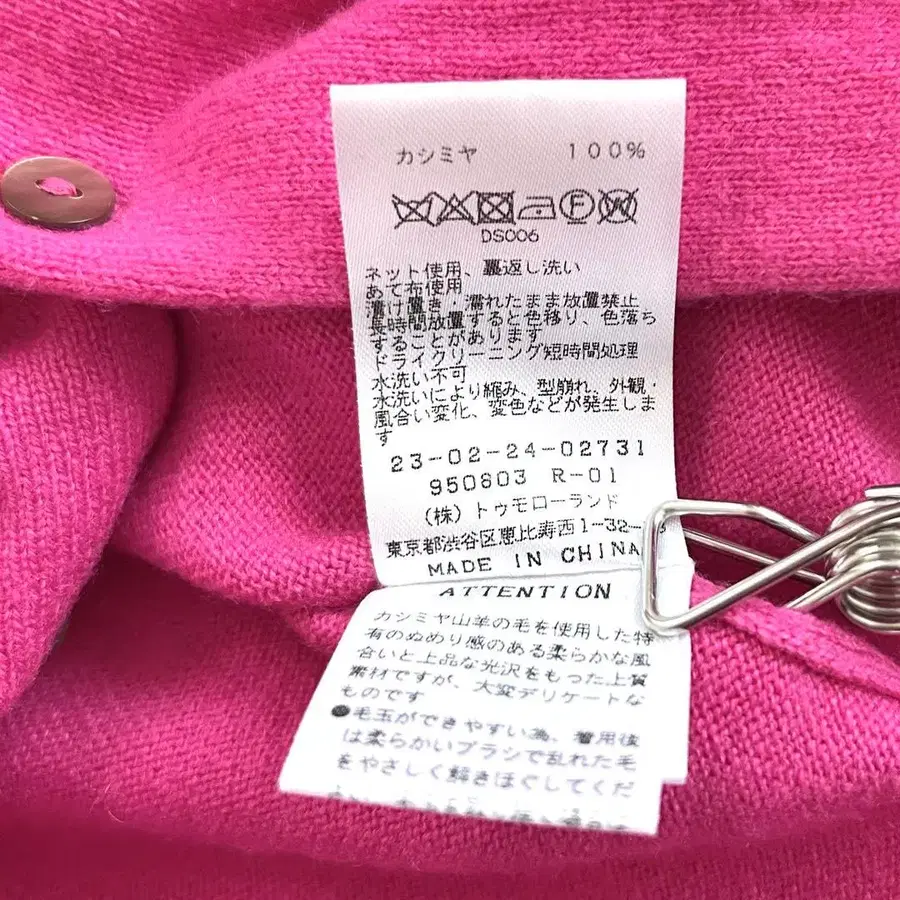 カシミヤ 100%
F W
DS006
ネット使用、裏返し洗い
あて布使用
漬け置き・濡れたまま放置禁止
長時間放置すると色移り、色落ち
することがあります
ドライクリーニング短時間処理
水洗い不可
水洗いにより縮み、型崩れ、外観・
風合い変化、変色などが発生しま
す
23-02-24-02731
950803 R-01
(株)トゥモローランド
東京都渋谷区恵比寿西1-32-
MADE IN CHINA
ATTENTION
カシミヤ山羊の毛を使用した特
有のぬめり感のある柔らかな風
合いと上品な光沢をもった上質
素材ですが、大変デリケートな
ものです
●毛玉ができやすい為、着用後
は柔らかいブラシで乱れた毛
をやさしく解きほぐしてくだ